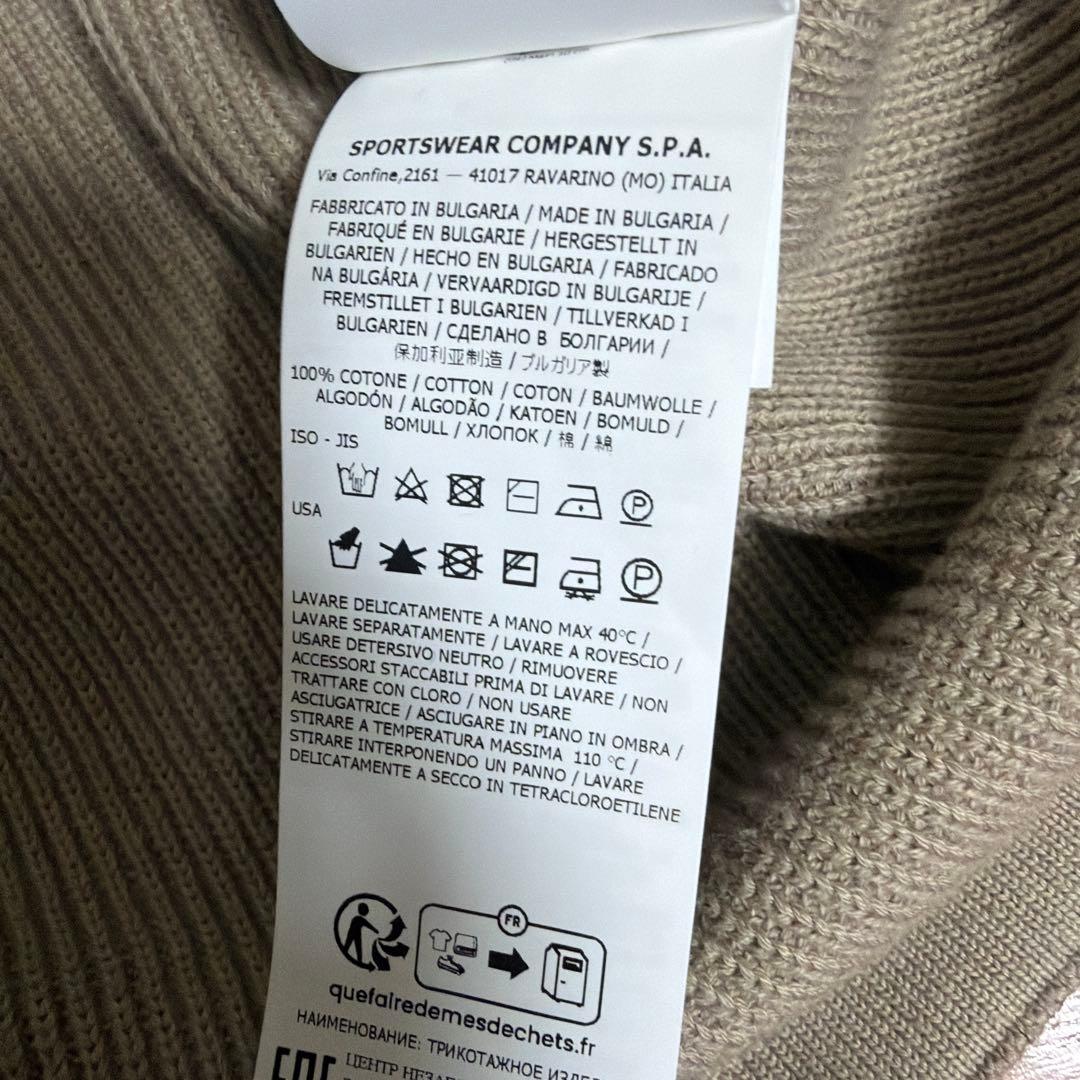 SPORTSWEAR COMPANY S.P.A.
Via Confine,2161 — 41017 RAVARINO (MO) ITALIA
FABBRICATO IN BULGARIA / MADE IN BULGARIA /
FABRIQUÉ EN BULGARIE / HERGESTELLT IN
BULGARIEN / HECHO EN BULGARIA / FABRICADO
NA BULGÁRIA / VERVAARDIGD IN BULGARIJE /
FREMSTILLET I BULGARIEN / TILLVERKAD I
BULGARIEN / СДЕЛАНО В БОЛГАРИИ /
保加利亚制造 / ブルガリア製
100% COTONE / COTTON / COTON / BAUMWOLLE /
ALGODÓN / ALGODÃO / KATOEN / BOMULD /
BOMULL / ХЛОПОК / 棉 / 綿
ISO - JIS
P
USA
P
LAVARE DELICATAMENTE A MANO MAX 40°C /
LAVARE SEPARATAMENTE / LAVARE A ROVESCIO /
USARE DETERSIVO NEUTRO / RIMUOVERE
ACCESSORI STACCABILI PRIMA DI LAVARE / NON
TRATTARE CON CLORO / NON USARE
ASCIUGATRICE / ASCIUGARE IN PIANO IN OMBRA /
STIRARE A TEMPERATURA MASSIMA 110 °C /
STIRARE INTERPONENDO UN PANNO / LAVARE
DELICATAMENTE A SECCO IN TETRACLOROETILENE
FR
quefairedemesdechets.fr
НАИМЕНОВАНИЕ: ТРИКОТАЖНОЕ
ЦЕНТР